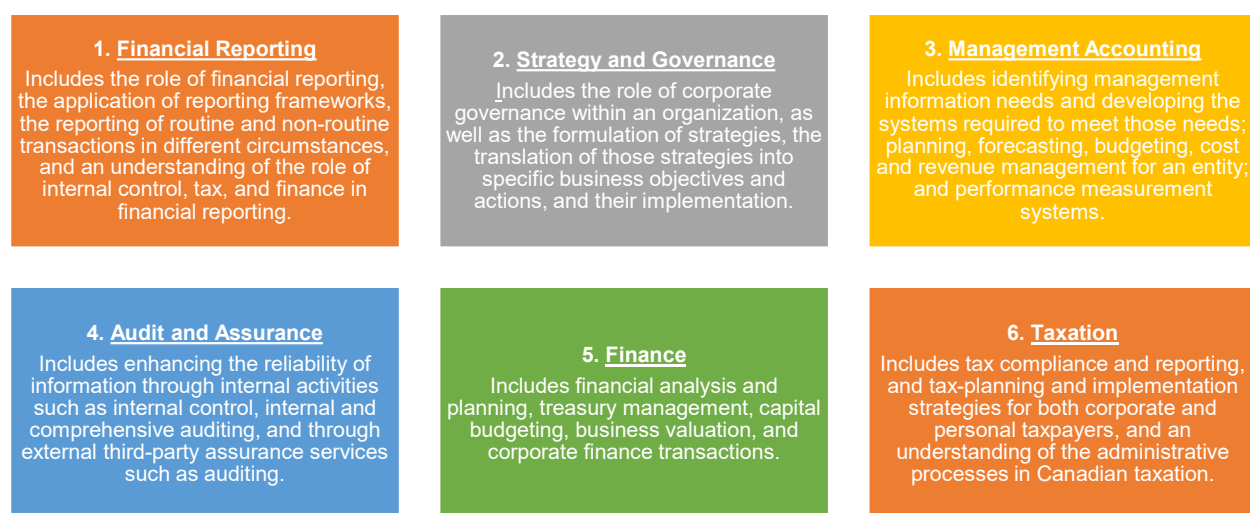 1. Financial Reporting
Includes the role of financial reporting,
the application of reporting frameworks,
the reporting of routine and non-routine
transactions in different circumstances,
and an understanding of the role of
internal control, tax, and finance in
financial reporting.
2. Strategy and Governance
Includes the role of corporate
governance within an organization, as
well as the formulation of strategies, the
translation of those strategies into
specific business objectives and
actions, and their implementation.
3. Management Accounting
Includes identifying management
information needs and developing the
systems required to meet those needs;
planning, forecasting, budgeting, cost
and revenue management for an entity;
and performance measurement
systems.
4. Audit and Assurance
Includes enhancing the reliability of
information through internal activities
such as internal control, internal and
comprehensive auditing, and through
external third-party assurance services
such as auditing.
5. Finance
Includes financial analysis and
planning, treasury management, capital
budgeting, business valuation, and
corporate finance transactions.
6. Taxation
Includes tax compliance and reporting,
and tax-planning and implementation
strategies for both corporate and
personal taxpayers, and an
understanding of the administrative
processes in Canadian taxation.